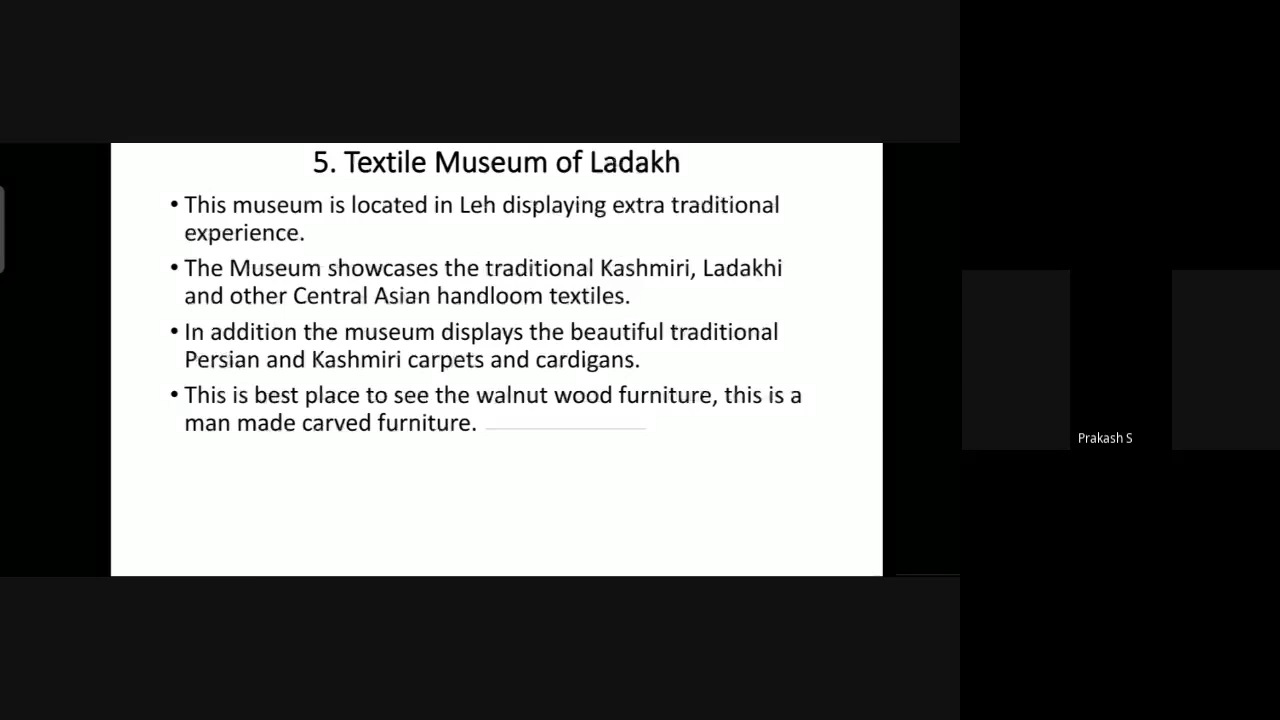 5. Textile Museum of Ladakh
• This museum is located in Leh displaying extra traditional
experience.
• The Museum showcases the traditional Kashmiri, Ladakhi
and other Central Asian handloom textiles.
• In addition the museum displays the beautiful traditional
Persian and Kashmiri carpets and cardigans.
• This is best place to see the walnut wood furniture, this is a
man made carved furniture.
Prakash S